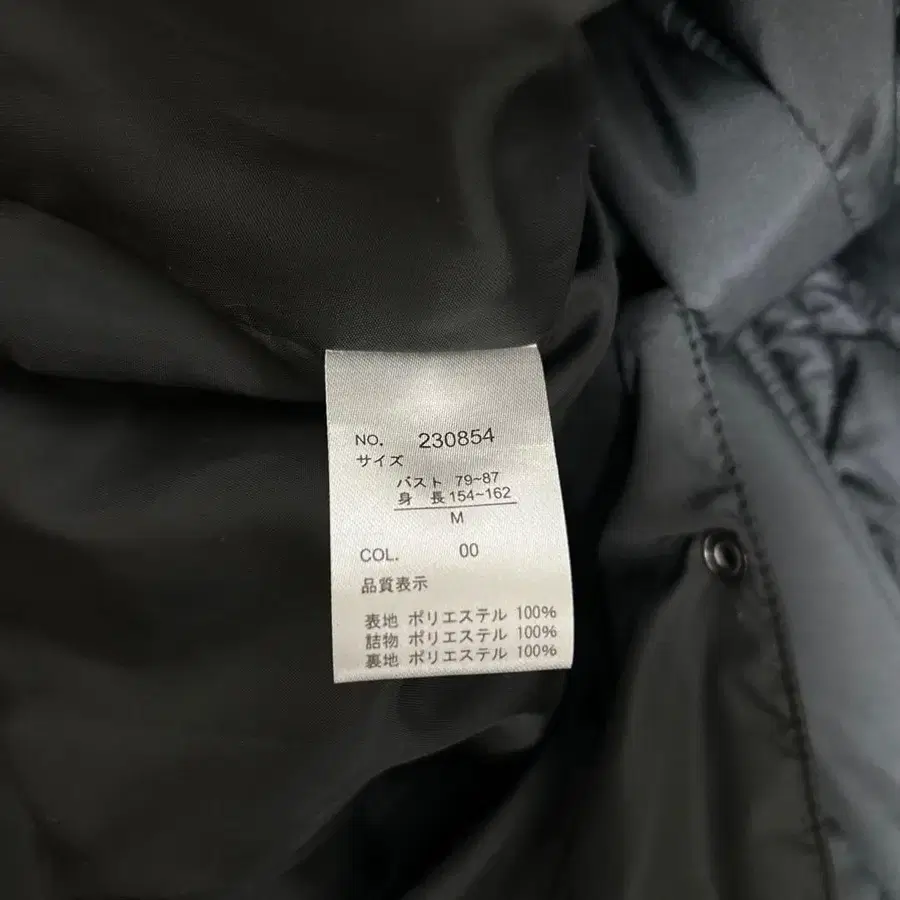 NO. 230854
サイズ
バスト 79~87
身 長 154~162
M
COL. 00
品質表示
表地 ポリエステル 100%
詰物 ポリエステル 100%
裏地 ポリエステル 100%